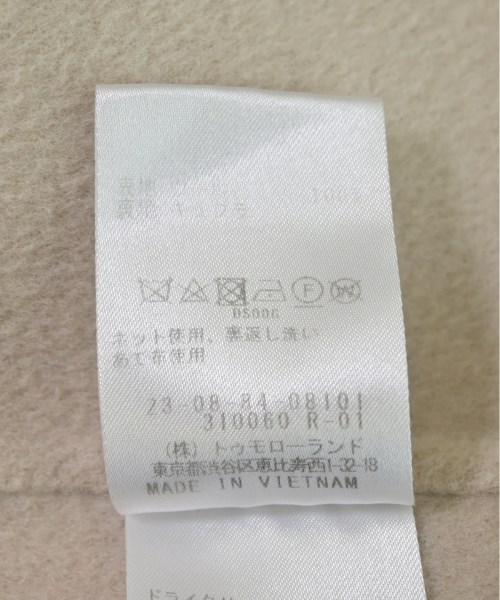 表地 ウール 100%
裏地 キュプラ
F W
DS006
ネット使用、裏返し洗い
あて布使用
23-08-84-08101
310060 R-01
(株) トゥモローランド
東京都渋谷区恵比寿西1-32-18
MADE IN VIETNAM